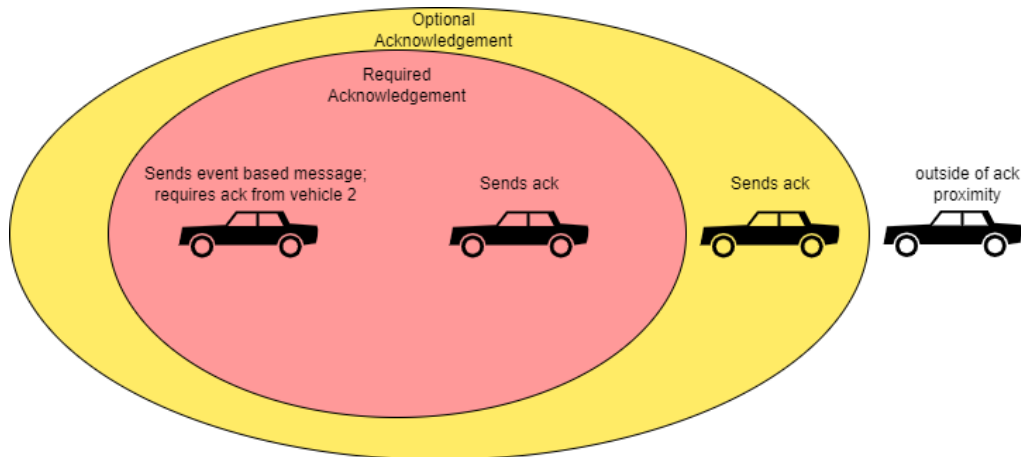 Optional
Acknowledgement
Required
Acknowledgement
Sends event based message;
requires ack from vehicle 2
Sends ack
Sends ack
outside of ack
proximity